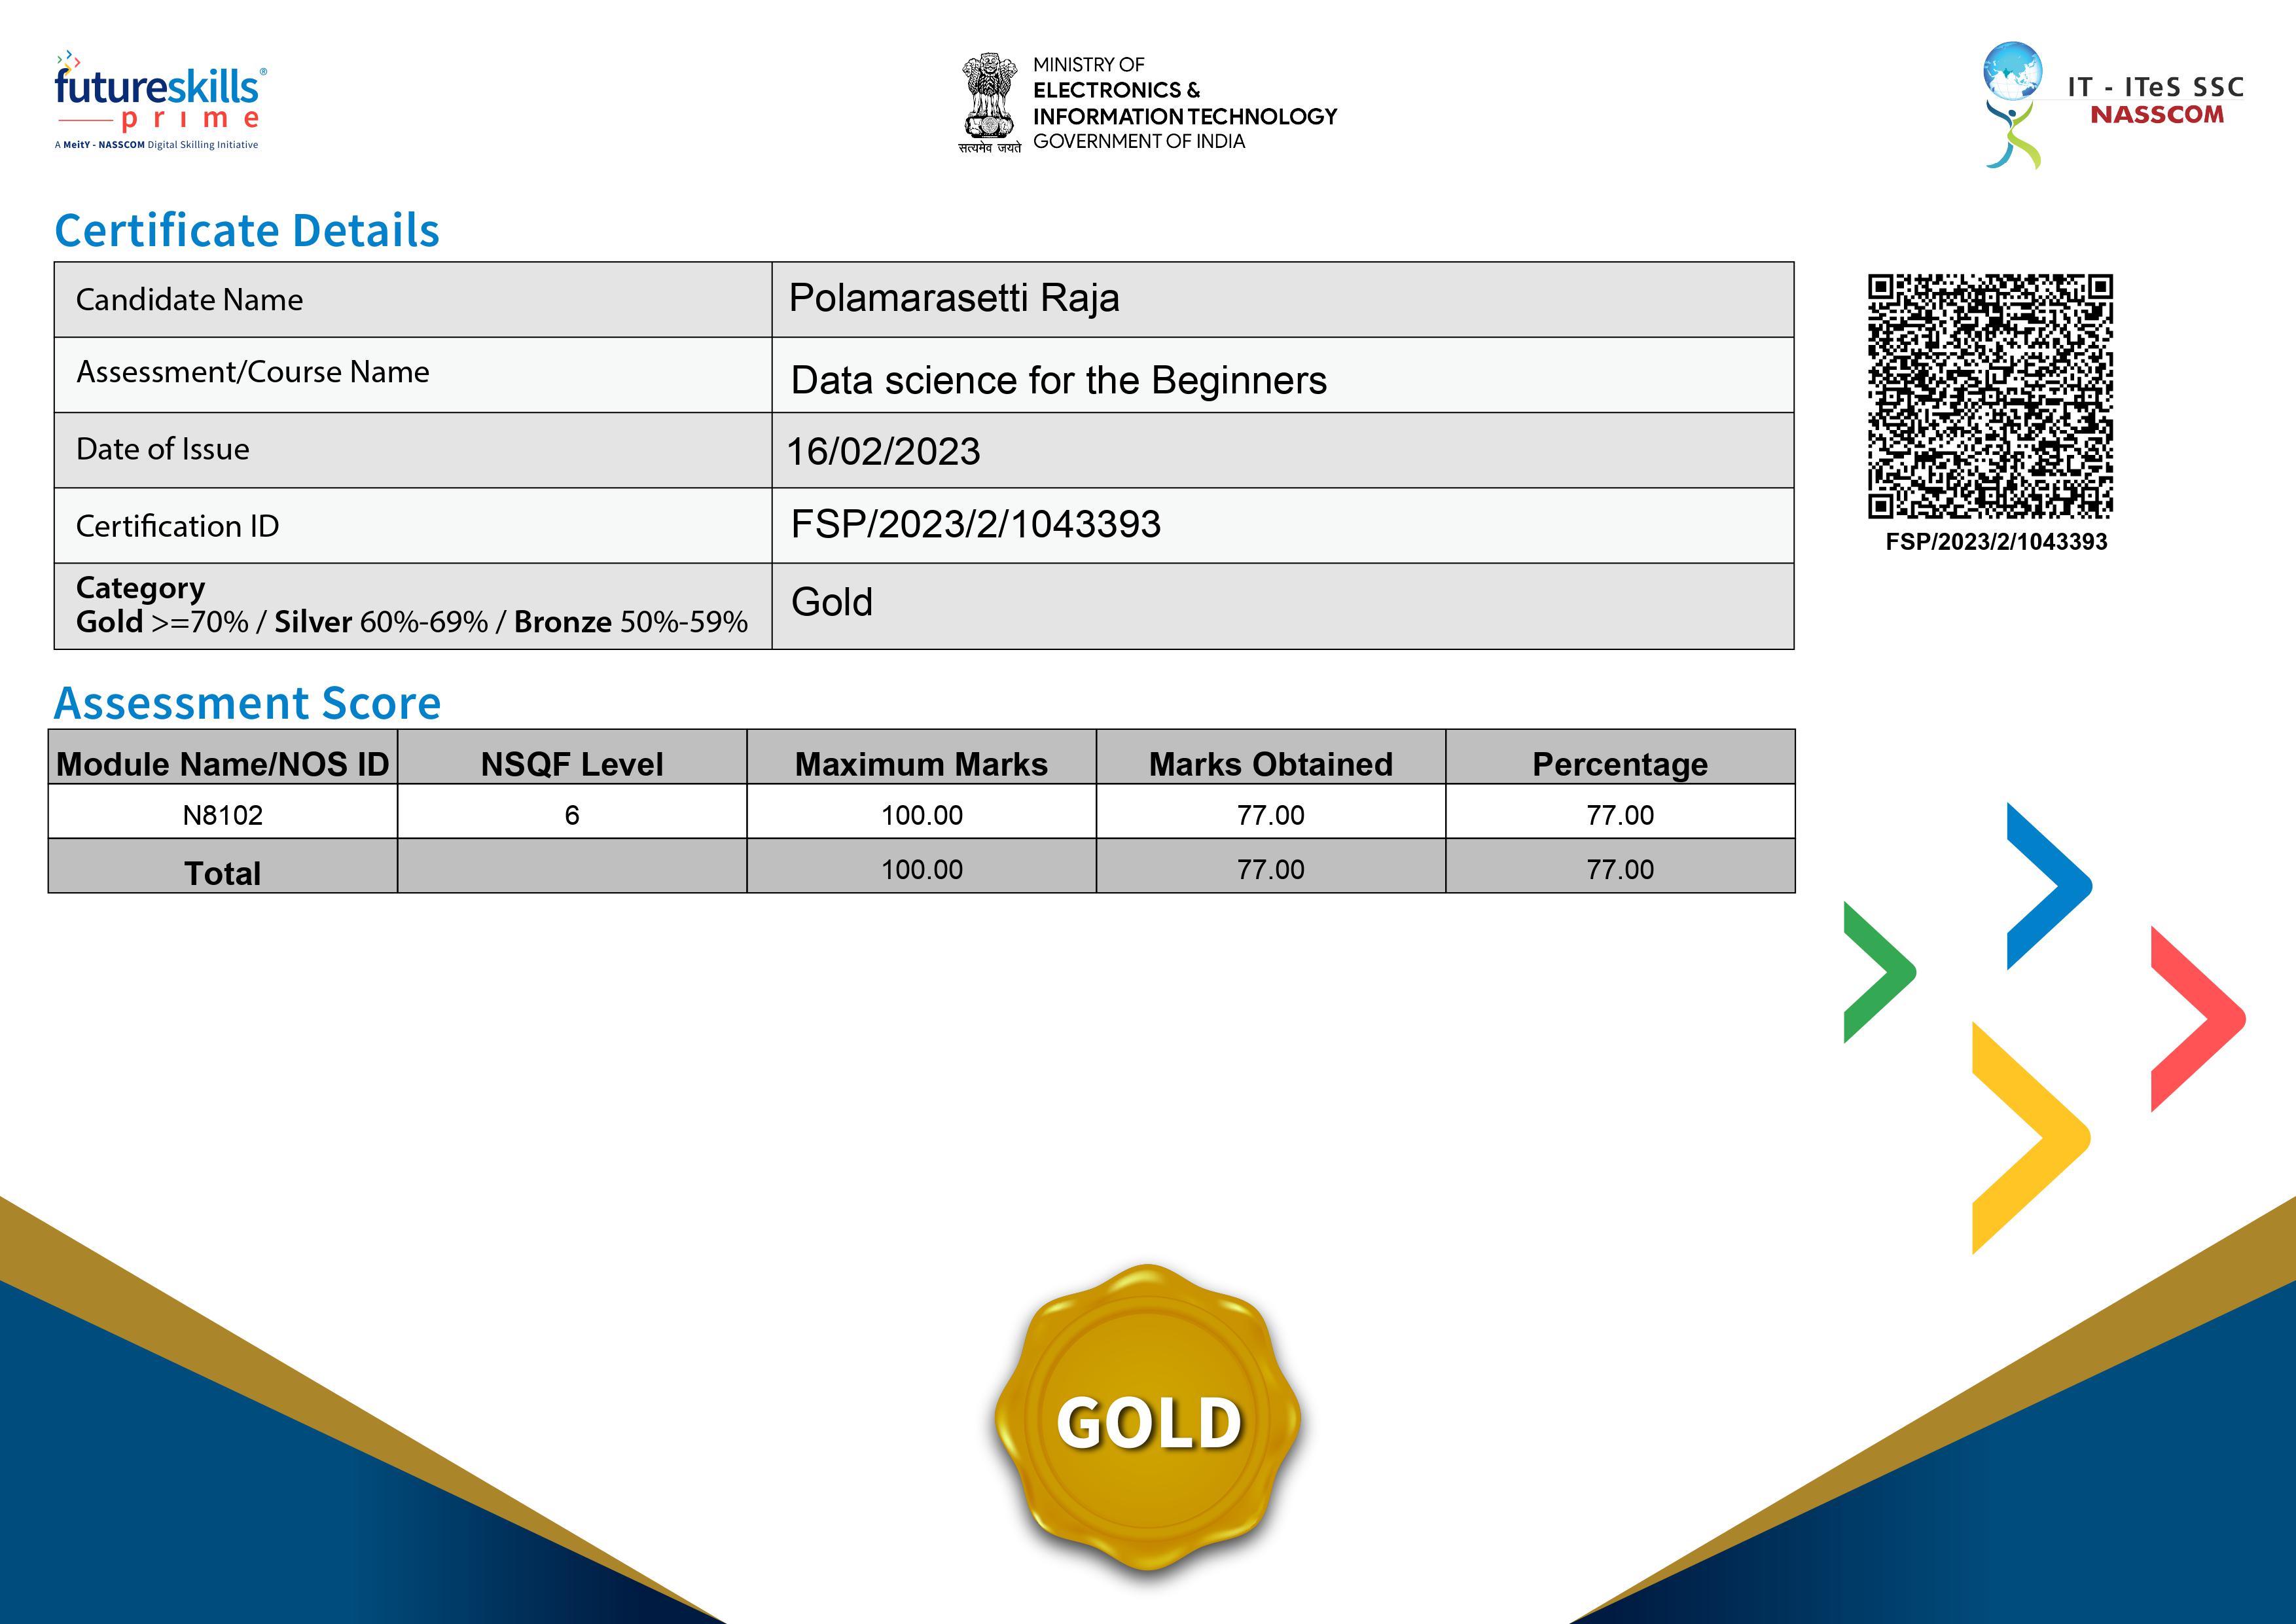 futureskills®
prime
A MeitY - NASSCOM Digital Skilling Initiative
सत्यमेव जयते
MINISTRY OF
ELECTRONICS &
INFORMATION TECHNOLOGY
GOVERNMENT OF INDIA
IT - ITeS SSC
NASSCOM
Certificate Details
Candidate Name Polamarasetti Raja
Assessment/Course Name Data science for the Beginners
Date of Issue 16/02/2023
Certification ID FSP/2023/2/1043393
Category
Gold >=70% / Silver 60%-69% / Bronze 50%-59% Gold
FSP/2023/2/1043393
Assessment Score
Module Name/NOS ID NSQF Level Maximum Marks Marks Obtained Percentage
N8102 6 100.00 77.00 77.00
Total 100.00 77.00 77.00
GOLD